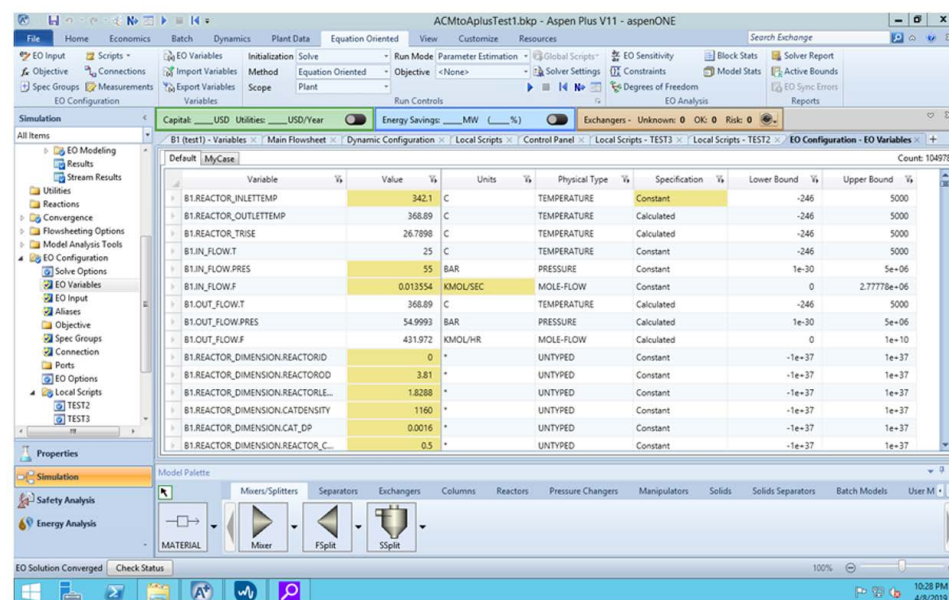 ACMtoAplusTest1.bkp - Aspen Plus V11 - aspenONE
File Home Economics Batch Dynamics Plant Data Equation Oriented View Customize Resources Search Exchange
EO Input Scripts EO Variables Initialization Solve Run Mode Parameter Estimation Global Scripts EO Sensitivity Block Stats Solver Report
Objective Connections Import Variables Method Equation Oriented Objective <None> Solver Settings Constraints Model Stats Active Bounds
Spec Groups Measurements Export Variables Scope Plant N Degrees of Freedom EO Sync Errors
EO Configuration Variables Run Controls EO Analysis Reports
Simulation Capital: ____USD Utilities: ____USD/Year Energy Savings: ____MW (____%) Exchangers - Unknown: 0 OK: 0 Risk: 0
All Items B1 (test1) - Variables Main Flowsheet Dynamic Configuration Local Scripts Control Panel Local Scripts - TEST3 Local Scripts - TEST2 EO Configuration - EO Variables +
EO Modeling
Results
Stream Results
Utilities
Reactions
Convergence
Flowsheeting Options
Model Analysis Tools
EO Configuration
Solve Options
EO Variables
EO Input
Aliases
Objective
Spec Groups
Connection
Ports
EO Options
Local Scripts
TEST2
TEST3
Properties
Simulation
Safety Analysis
Energy Analysis
Default MyCase Count: 104978
Variable Value Units Physical Type Specification Lower Bound Upper Bound
B1.REACTOR_INLETTEMP 342.1 C TEMPERATURE Constant -246 5000
B1.REACTOR_OUTLETTEMP 368.89 C TEMPERATURE Calculated -246 5000
B1.REACTOR_TRISE 26.7898 C TEMPERATURE Calculated -246 5000
B1.IN_FLOW.T 25 C TEMPERATURE Constant -246 5000
B1.IN_FLOW.PRES 55 BAR PRESSURE Constant 1e-30 5e+06
B1.IN_FLOW.F 0.013554 KMOL/SEC MOLE-FLOW Constant 0 2.77778e+06
B1.OUT_FLOW.T 368.89 C TEMPERATURE Calculated -246 5000
B1.OUT_FLOW.PRES 54.9993 BAR PRESSURE Calculated 1e-30 5e+06
B1.OUT_FLOW.F 431.972 KMOL/HR MOLE-FLOW Calculated 0 1e+10
B1.REACTOR_DIMENSION.REACTORID 0 * UNTYPED Constant -1e+37 1e+37
B1.REACTOR_DIMENSION.REACTOROD 3.81 * UNTYPED Constant -1e+37 1e+37
B1.REACTOR_DIMENSION.REACTORLE... 1.8288 * UNTYPED Constant -1e+37 1e+37
B1.REACTOR_DIMENSION.CATDENSITY 1160 * UNTYPED Constant -1e+37 1e+37
B1.REACTOR_DIMENSION.CAT_DP 0.0016 * UNTYPED Constant -1e+37 1e+37
B1.REACTOR_DIMENSION.REACTOR_C... 0.5 * UNTYPED Constant -1e+37 1e+37
Model Palette
Mixers/Splitters Separators Exchangers Columns Reactors Pressure Changers Manipulators Solids Solids Separators Batch Models User M
MATERIAL Mixer FSplit SSplit
EO Solution Converged Check Status 100%
10:28 PM
4/8/2019